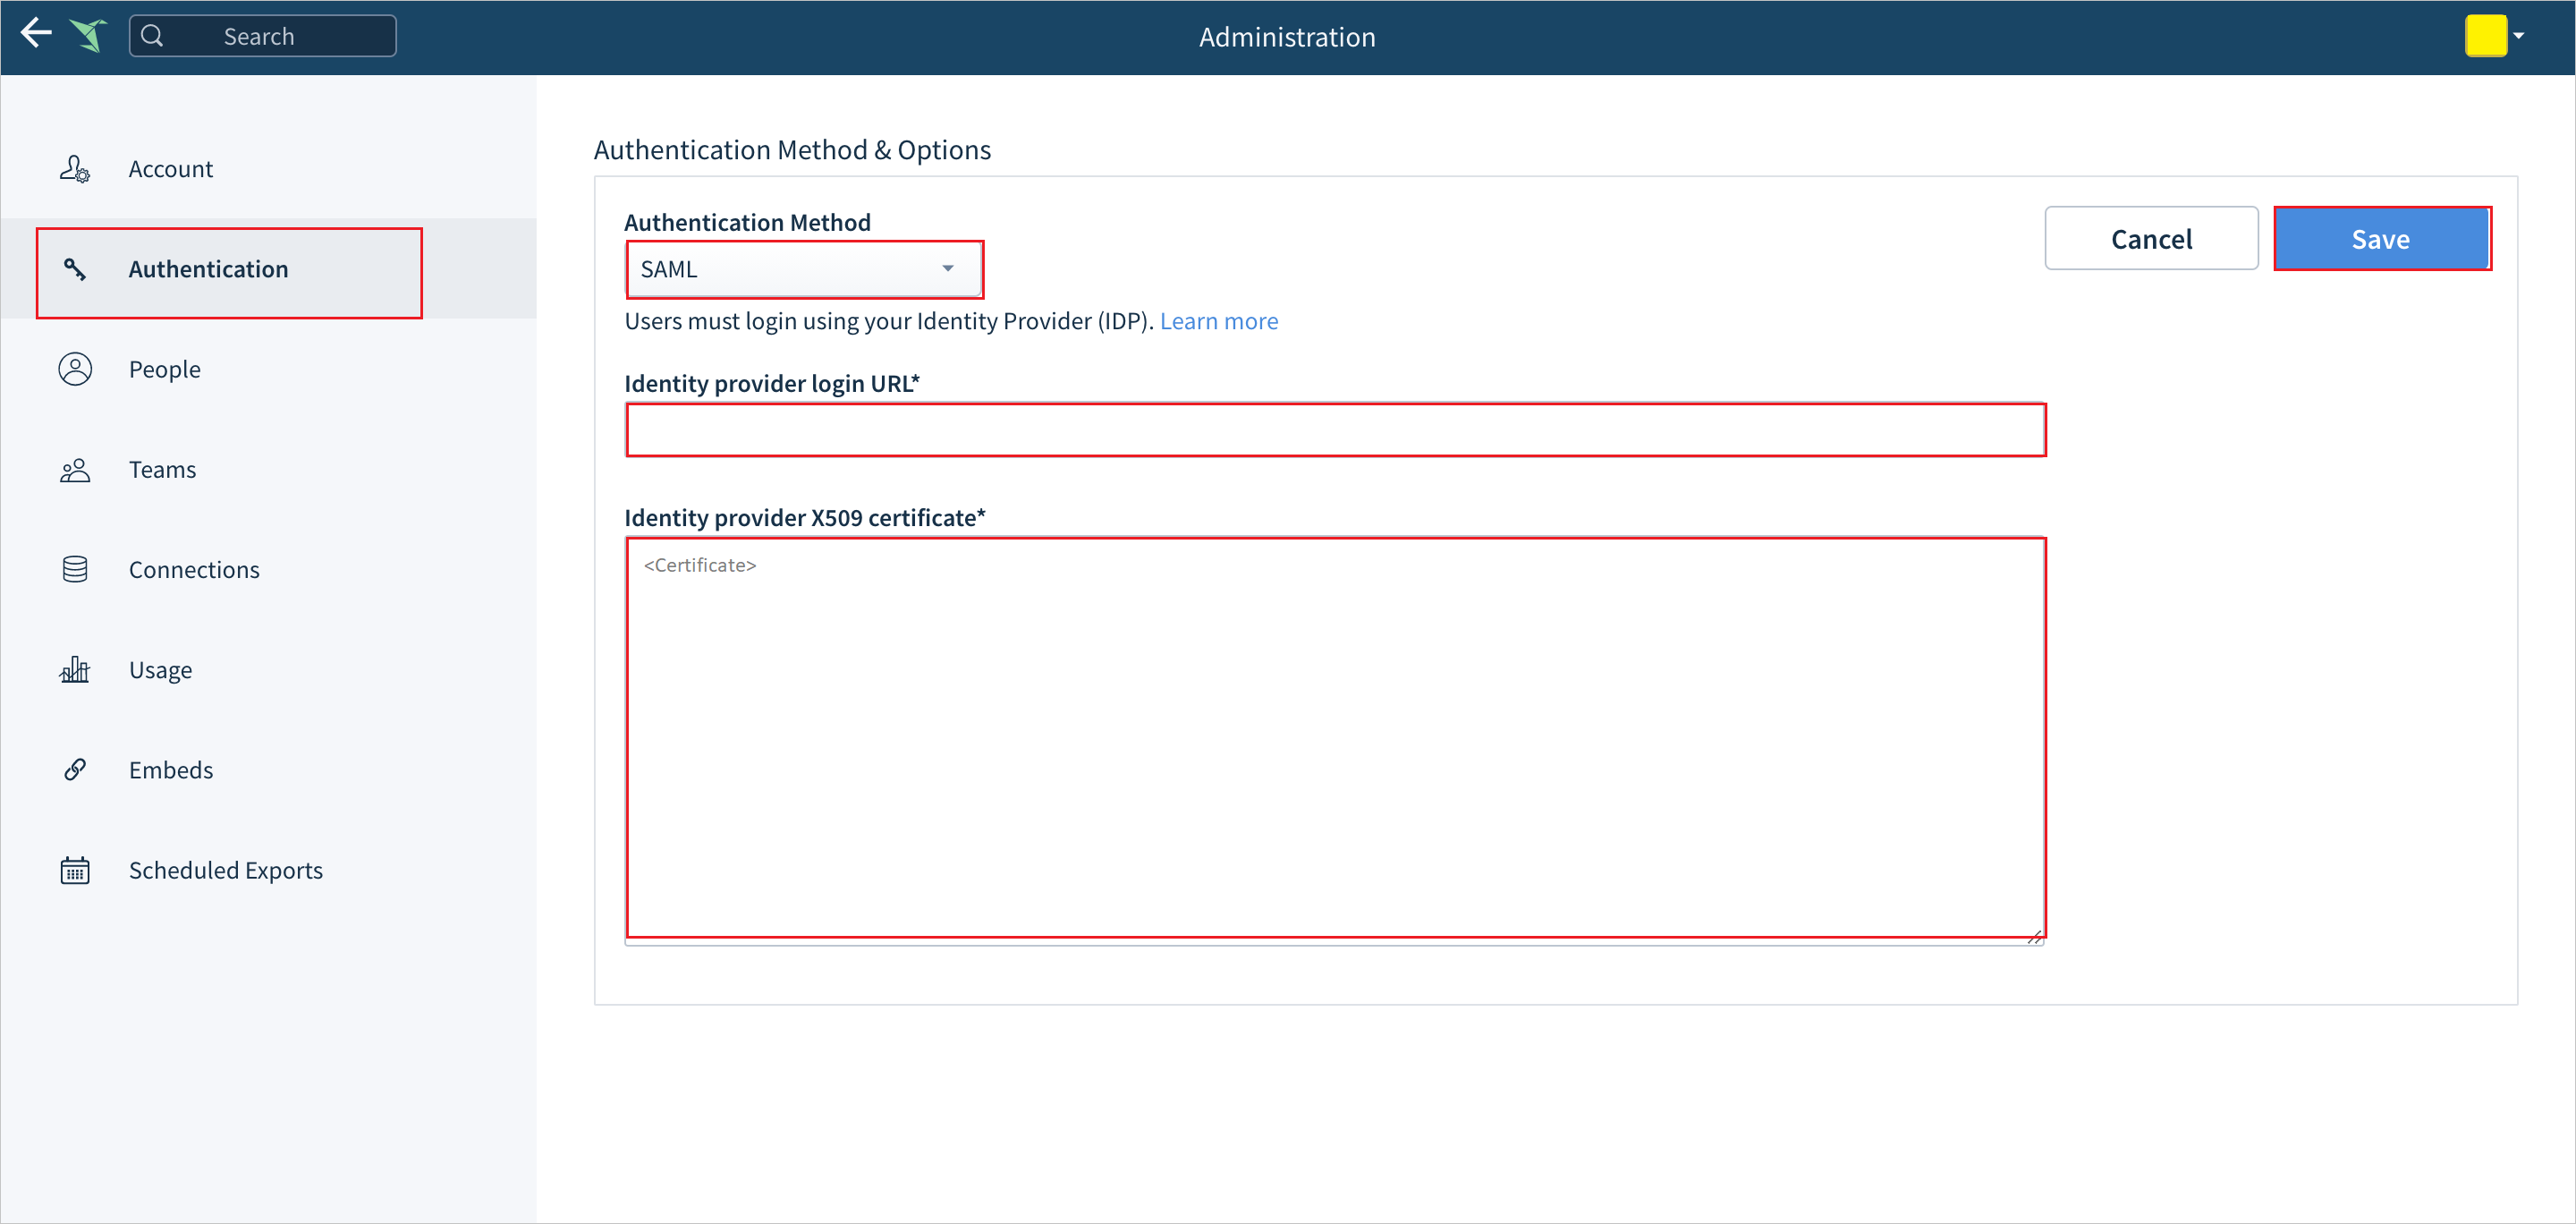 Search
Administration
Account
Authentication
People
Teams
Connections
Usage
Embeds
Scheduled Exports
Authentication Method & Options
Authentication Method
SAML
Cancel
Save
Users must login using your Identity Provider (IDP). Learn more
Identity provider login URL*
Identity provider X509 certificate*
<Certificate>